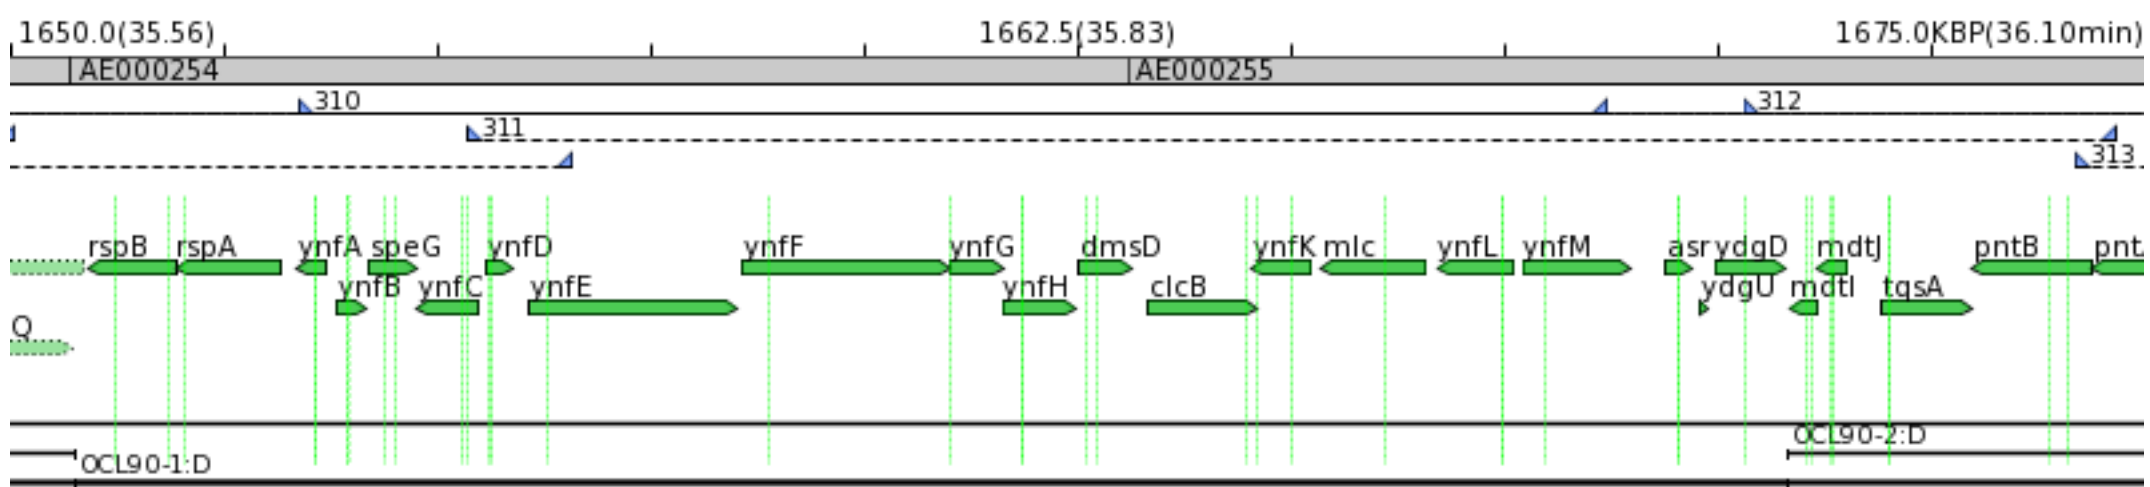 1650.0(35.56) 1662.5(35.83) 1675.0KBP(36.10min)
AE000254 AE000255
310 312
311
313
rspB rspA ynfA speG ynfD ynfF ynfG dmsD ynfK mlc ynfL ynfM asr ydgD mdtJ pntB pnt
ynfB ynfC ynfE ynfH clcB ydgU mdtI tqsA
Q
OCL90-2:D
OCL90-1:D